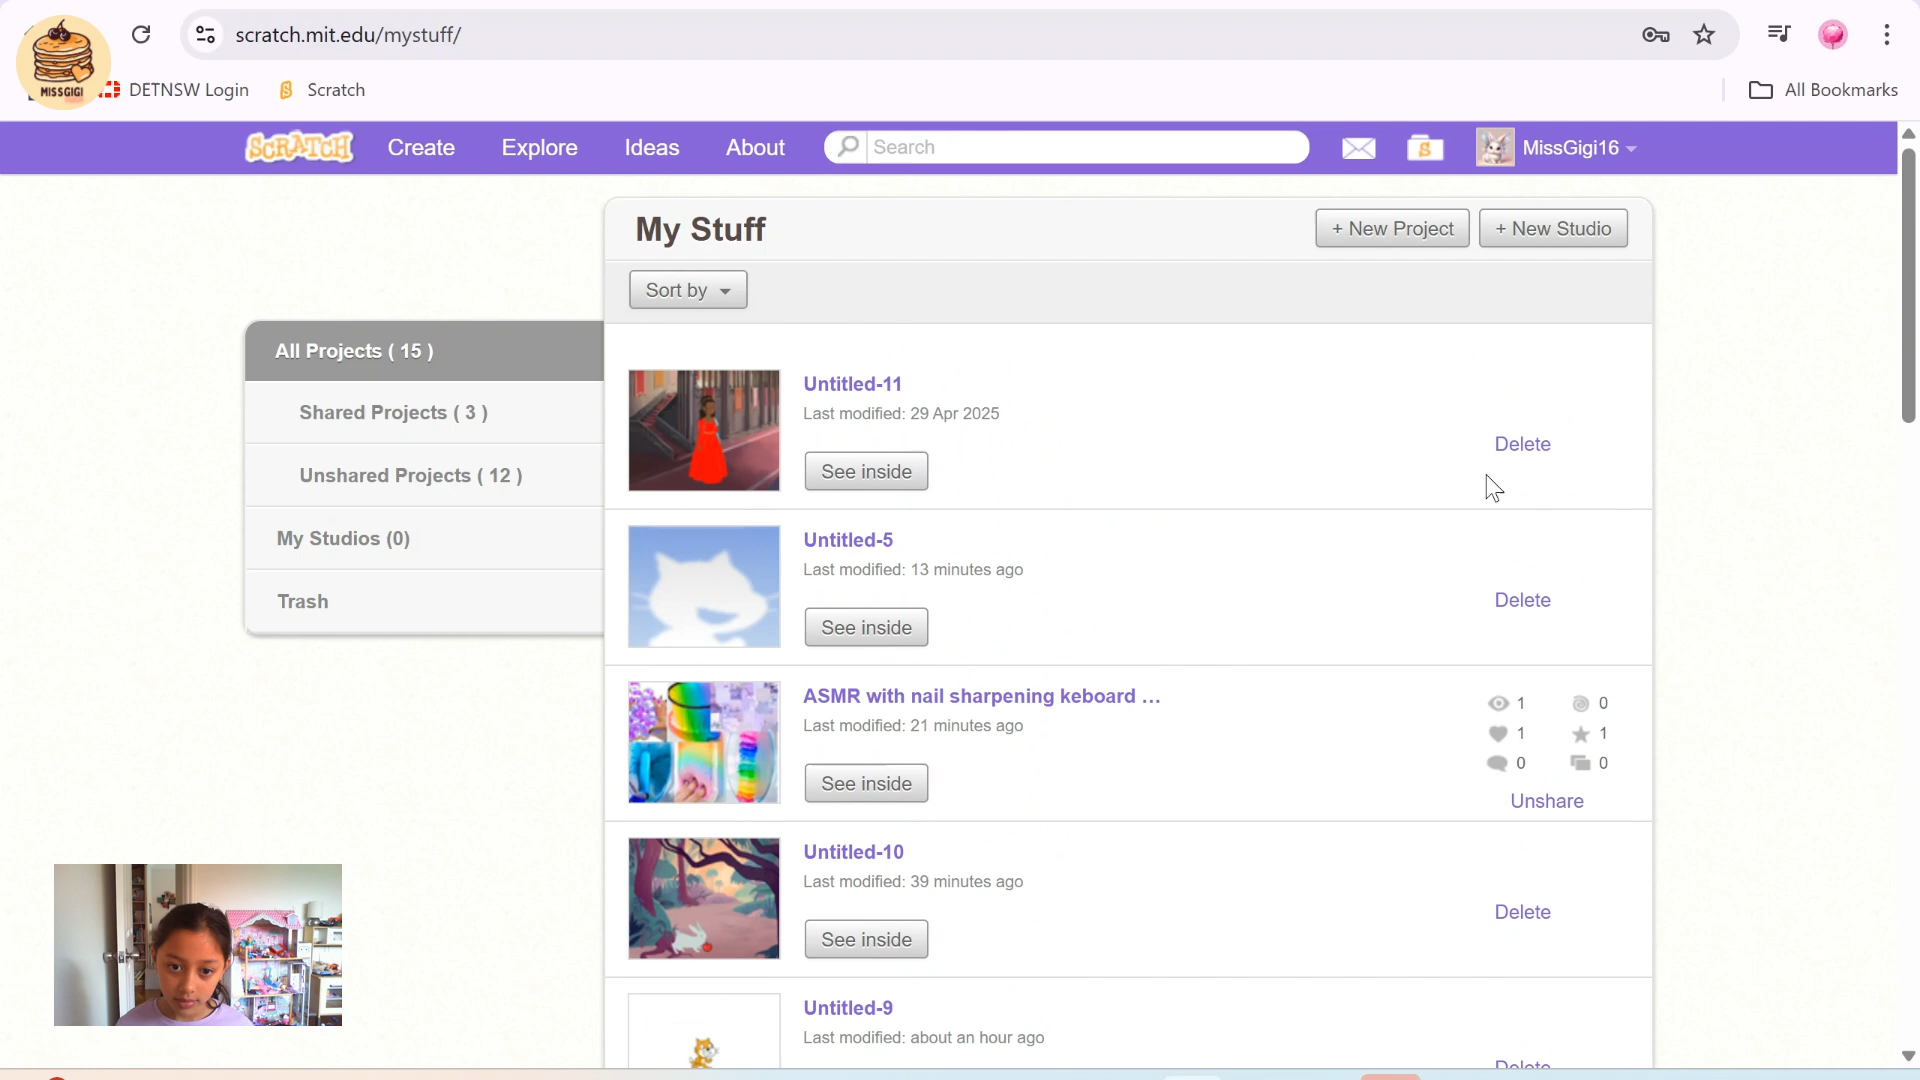 scratch.mit.edu/mystuff/
MISSGIGI
DETNSW Login
Scratch
All Bookmarks
SCRATCH
Create
Explore
Ideas
About
Search
S
MissGigi16
My Stuff
+ New Project
+ New Studio
Sort by
All Projects ( 15 )
Shared Projects ( 3 )
Unshared Projects ( 12 )
My Studios (0)
Trash
Untitled-11
Last modified: 29 Apr 2025
Delete
See inside
Untitled-5
Last modified: 13 minutes ago
Delete
See inside
ASMR with nail sharpening keboard ...
Last modified: 21 minutes ago
See inside
1 0
1 1
0 0
Unshare
Untitled-10
Last modified: 39 minutes ago
Delete
See inside
Untitled-9
Last modified: about an hour ago
Delete